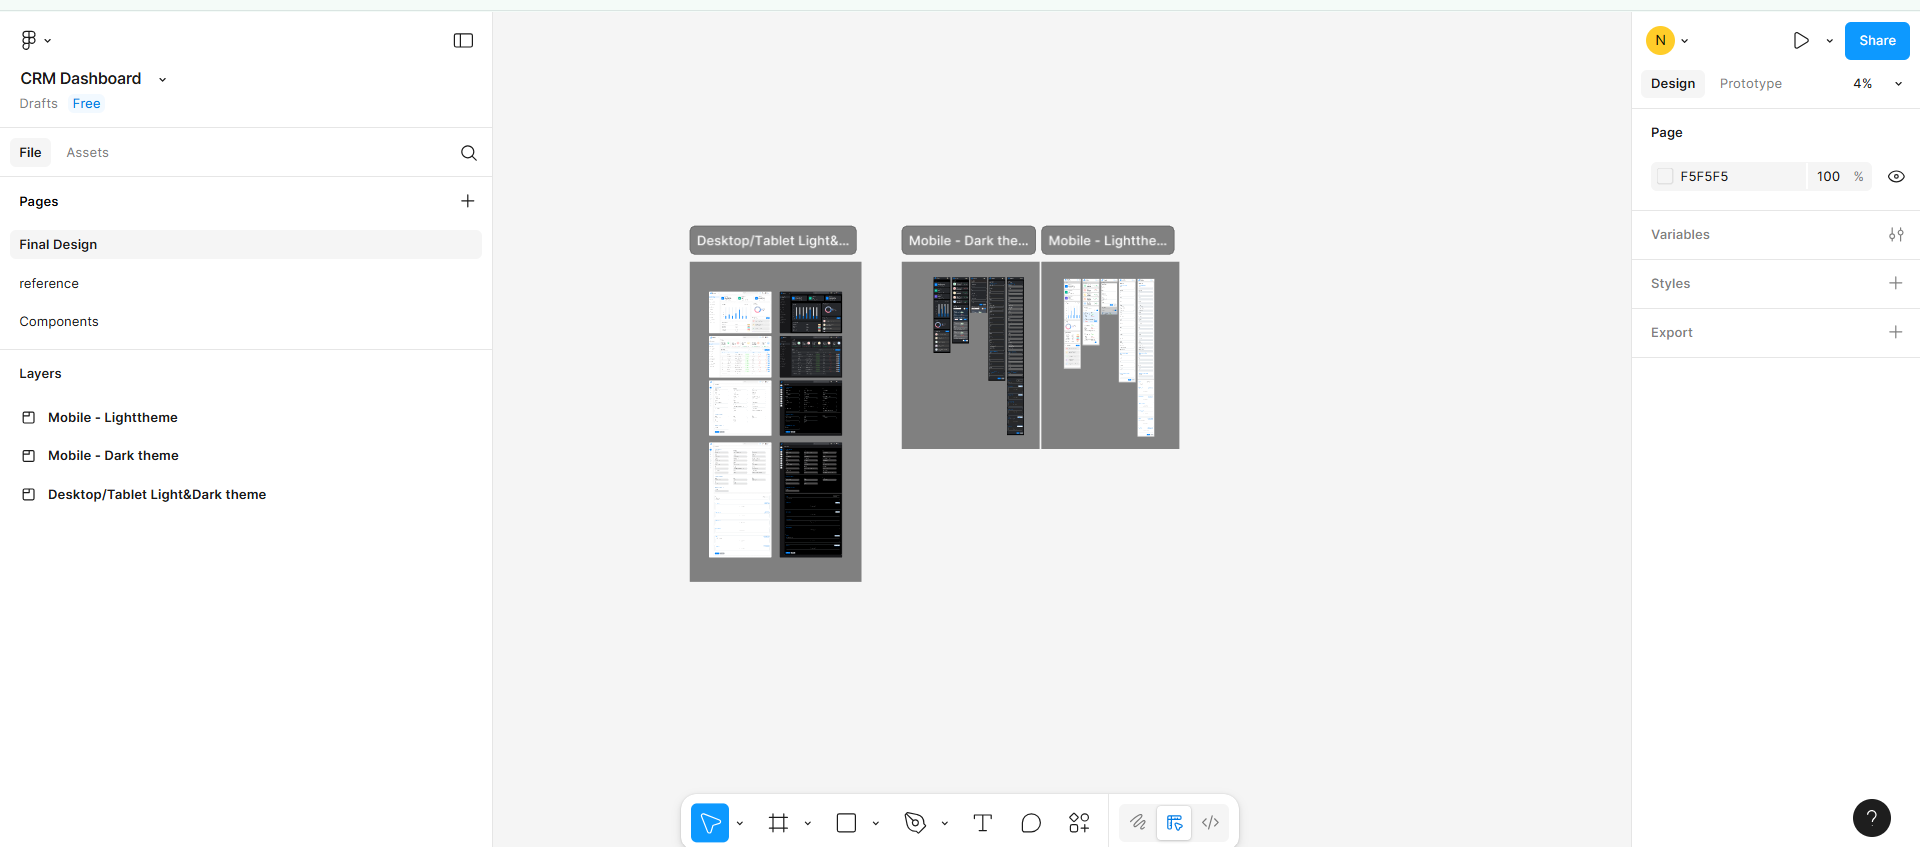 CRM Dashboard
Drafts Free
File Assets
Pages
Final Design
reference
Components
Layers
Mobile - Lighttheme
Mobile - Dark theme
Desktop/Tablet Light&Dark theme
Desktop/Tablet Light&...
Mobile - Dark the...
Mobile - Lightthe...
N
Share
Design Prototype 4%
Page
F5F5F5 100 %
Variables
Styles
Export
?